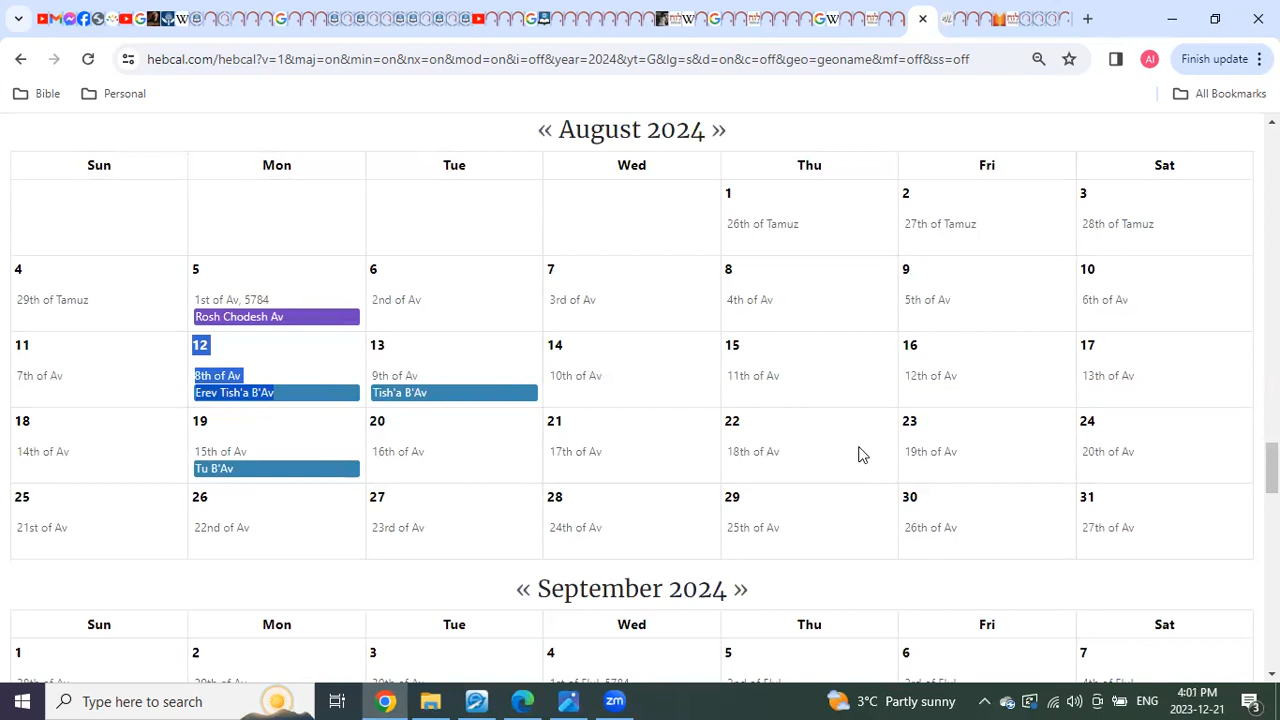 hebcal.com/hebcal?v=1&maj=on&min=on&nx=on&mod=on&i=off&year=2024&yt=G&lg=s&d=on&c=off&geo=geoname&mf=off&ss=off
AI
Finish update
Bible
Personal
All Bookmarks
« August 2024 »
Sun Mon Tue Wed Thu Fri Sat
1 2 3
26th of Tamuz 27th of Tamuz 28th of Tamuz
4 5 6 7 8 9 10
29th of Tamuz 1st of Av, 5784 2nd of Av 3rd of Av 4th of Av 5th of Av 6th of Av
Rosh Chodesh Av
11 12 13 14 15 16 17
7th of Av 8th of Av 9th of Av 10th of Av 11th of Av 12th of Av 13th of Av
Erev Tish'a B'Av Tish'a B'Av
18 19 20 21 22 23 24
14th of Av 15th of Av 16th of Av 17th of Av 18th of Av 19th of Av 20th of Av
Tu B'Av
25 26 27 28 29 30 31
21st of Av 22nd of Av 23rd of Av 24th of Av 25th of Av 26th of Av 27th of Av
« September 2024 »
Sun Mon Tue Wed Thu Fri Sat
1 2 3 4 5 6 7
Type here to search
zm
3°C Partly sunny
ENG
4:01 PM
2023-12-21
3